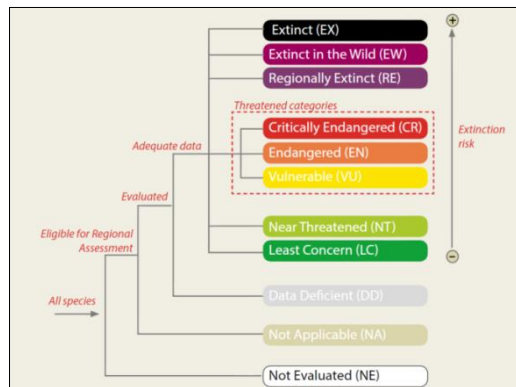 Extinct (EX)
Extinct in the Wild (EW)
Regionally Extinct (RE)
Threatened categories
Critically Endangered (CR)
Adequate data
Endangered (EN)
Extinction
risk
Vulnerable (VU)
Evaluated
Near Threatened (NT)
Eligible for Regional
Assessment
Least Concern (LC)
All species
Data Deficient (DD)
Not Applicable (NA)
Not Evaluated (NE)
+
−